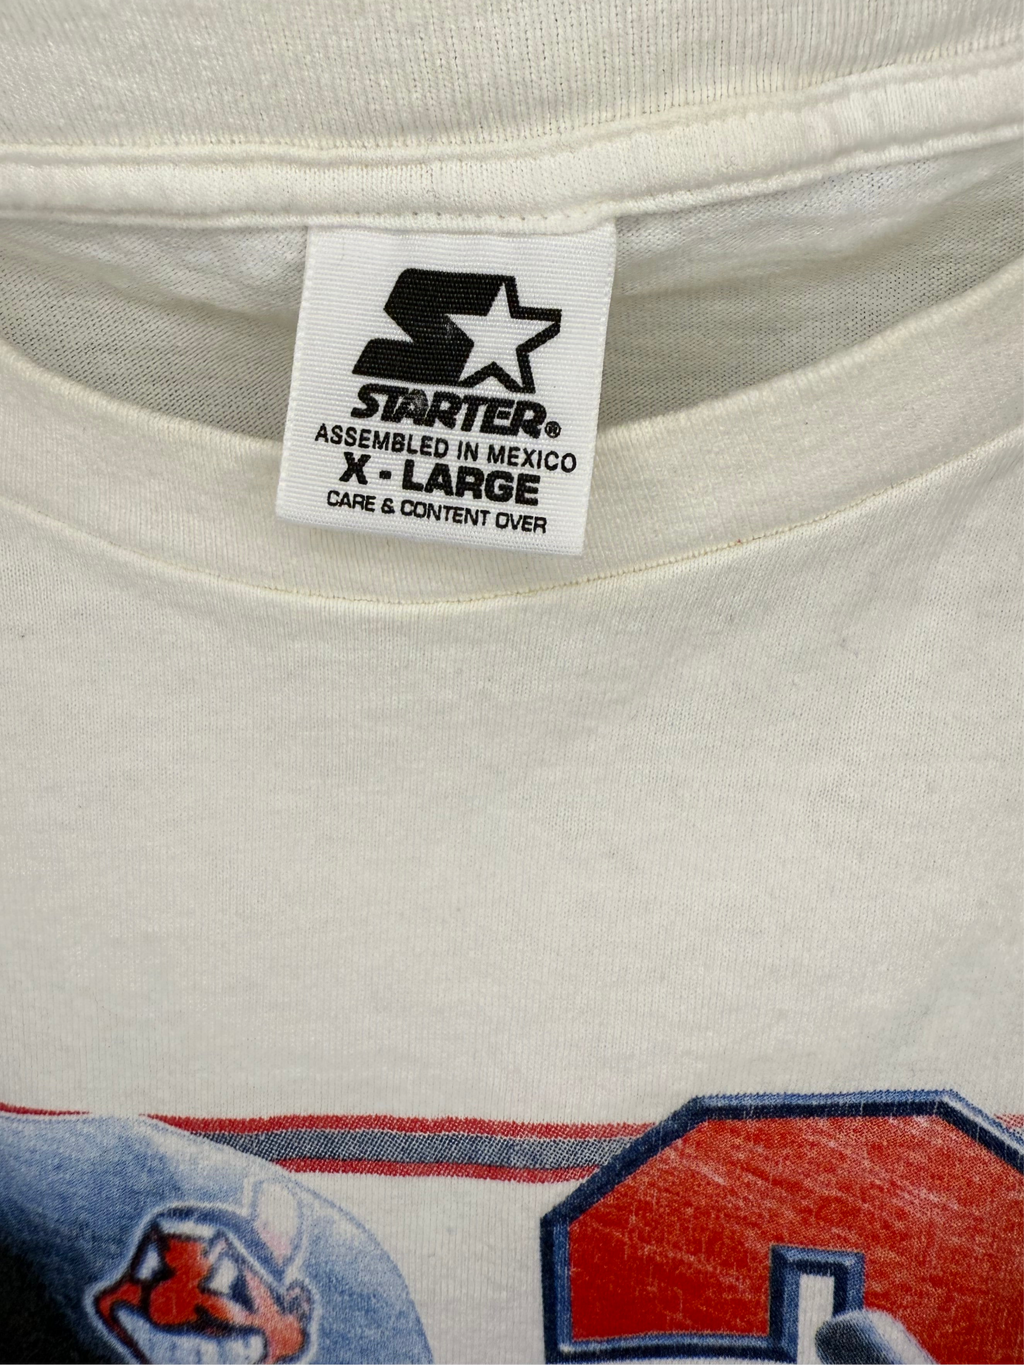 STARTER®
ASSEMBLED IN MEXICO
X - LARGE
CARE & CONTENT OVER